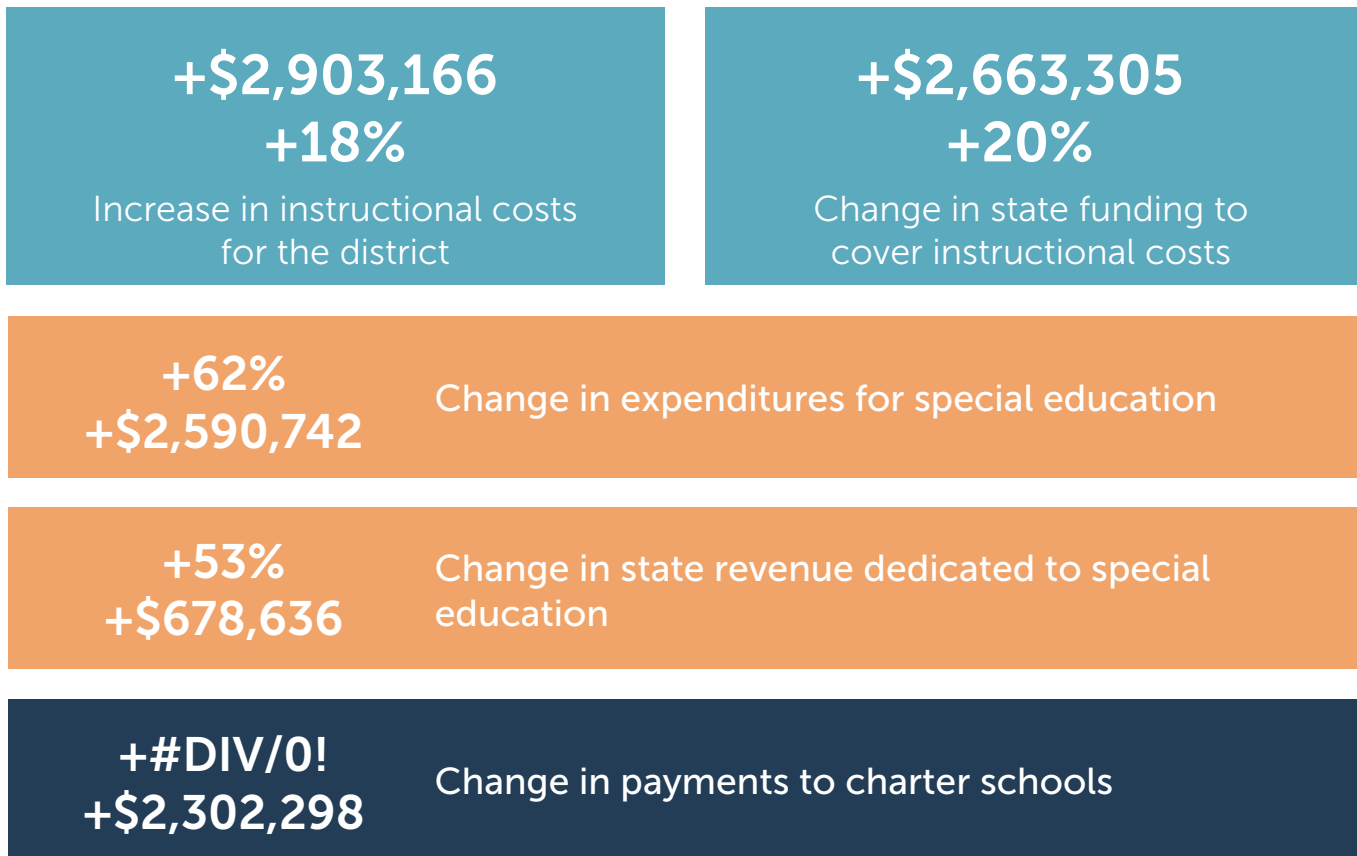 +$2,903,166
+18%
Increase in instructional costs
for the district
+$2,663,305
+20%
Change in state funding to
cover instructional costs
+62%
+$2,590,742
Change in expenditures for special education
+53%
+$678,636
Change in state revenue dedicated to special
education
+#DIV/0!
+$2,302,298
Change in payments to charter schools